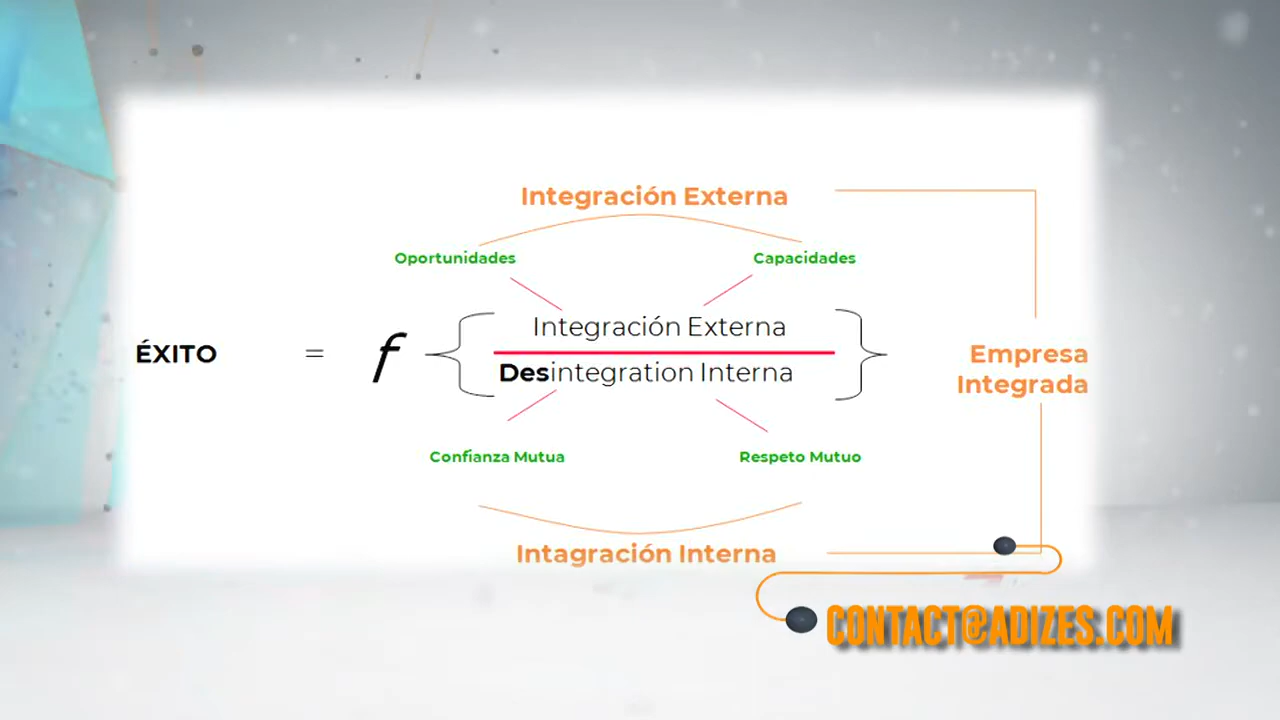 Integración Externa
Oportunidades
Capacidades
Integración Externa
ÉXITO = f
Desintegration Interna
Empresa
Integrada
Confianza Mutua
Respeto Mutuo
Intagración Interna
CONTACT@ADIZES.COM